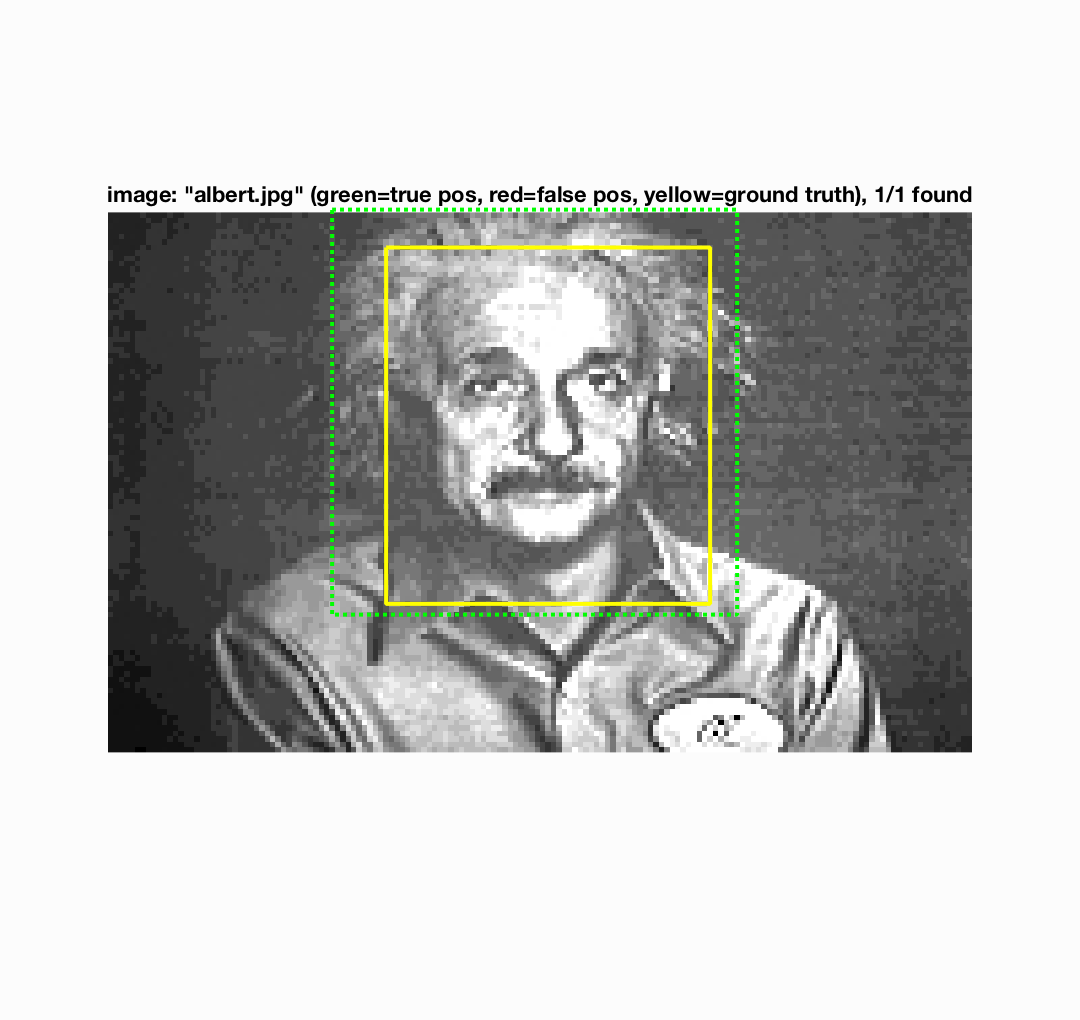 image: "albert.jpg" (green=true pos, red=false pos, yellow=ground truth), 1/1 found